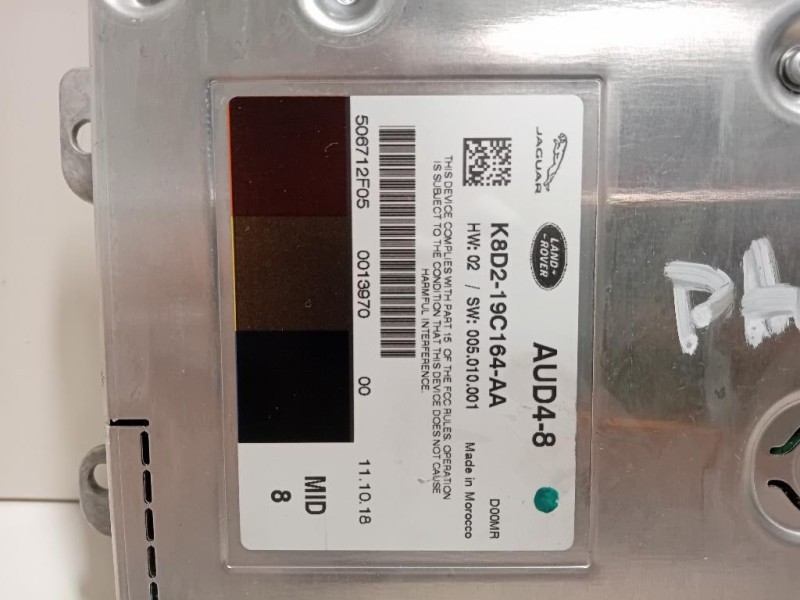 JAGUAR
LAND-
-ROVER
AUD4-8
K8D2-19C164-AA
HW: 02 / SW: 005.010.001
Made in Morocco
D00MR
THIS DEVICE COMPLIES WITH PART 15 OF THE FCC RULES. OPERATION
IS SUBJECT TO THE CONDITION THAT THIS DEVICE DOES NOT CAUSE
HARMFUL INTERFERENCE.
506712F05 0013970 00 11.10.18
MID
8